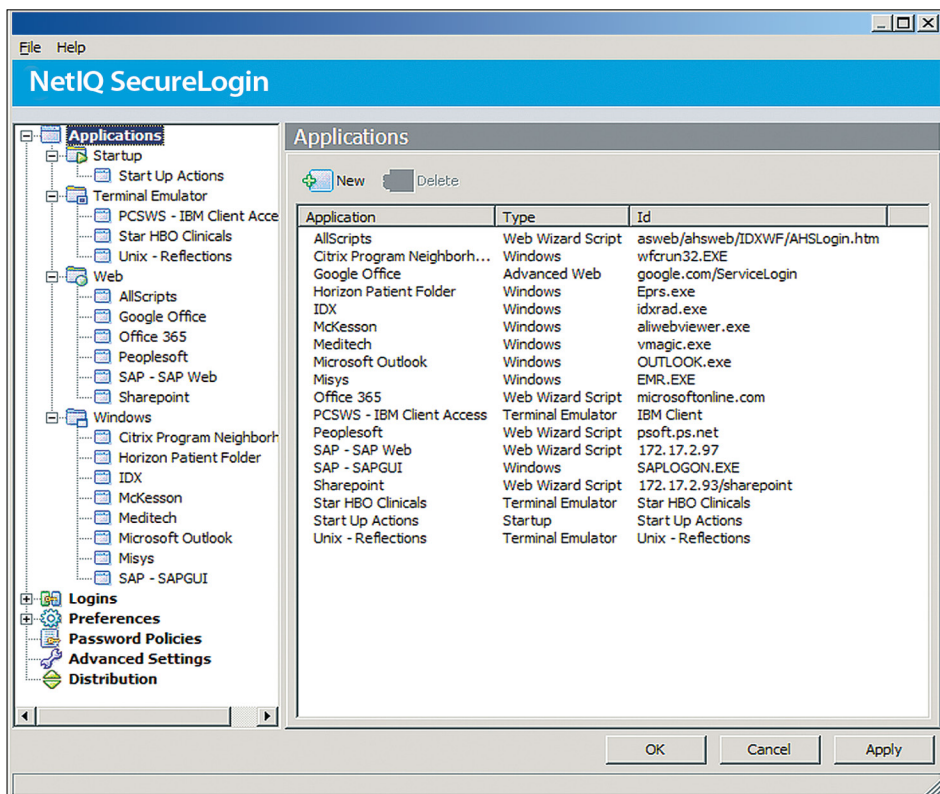 File Help
NetIQ SecureLogin
Applications
Startup
Start Up Actions
Terminal Emulator
PCSWS - IBM Client Acce
Star HBO Clinicals
Unix - Reflections
Web
AllScripts
Google Office
Office 365
Peoplesoft
SAP - SAP Web
Sharepoint
Windows
Citrix Program Neighborh
Horizon Patient Folder
IDX
McKesson
Meditech
Microsoft Outlook
Misys
SAP - SAPGUI
Logins
Preferences
Password Policies
Advanced Settings
Distribution
Applications
New Delete
Application Type Id
AllScripts Web Wizard Script asweb/ahsweb/IDXWF/AHSLogin.htm
Citrix Program Neighborh... Windows wfcrun32.EXE
Google Office Advanced Web google.com/ServiceLogin
Horizon Patient Folder Windows Eprs.exe
IDX Windows idxrad.exe
McKesson Windows aliwebviewer.exe
Meditech Windows vmagic.exe
Microsoft Outlook Windows OUTLOOK.exe
Misys Windows EMR.EXE
Office 365 Web Wizard Script microsoftonline.com
PCSWS - IBM Client Access Terminal Emulator IBM Client
Peoplesoft Web Wizard Script psoft.ps.net
SAP - SAP Web Web Wizard Script 172.17.2.97
SAP - SAPGUI Windows SAPLOGON.EXE
Sharepoint Web Wizard Script 172.17.2.93/sharepoint
Star HBO Clinicals Terminal Emulator Star HBO Clinicals
Start Up Actions Startup Start Up Actions
Unix - Reflections Terminal Emulator Unix - Reflections
OK Cancel Apply